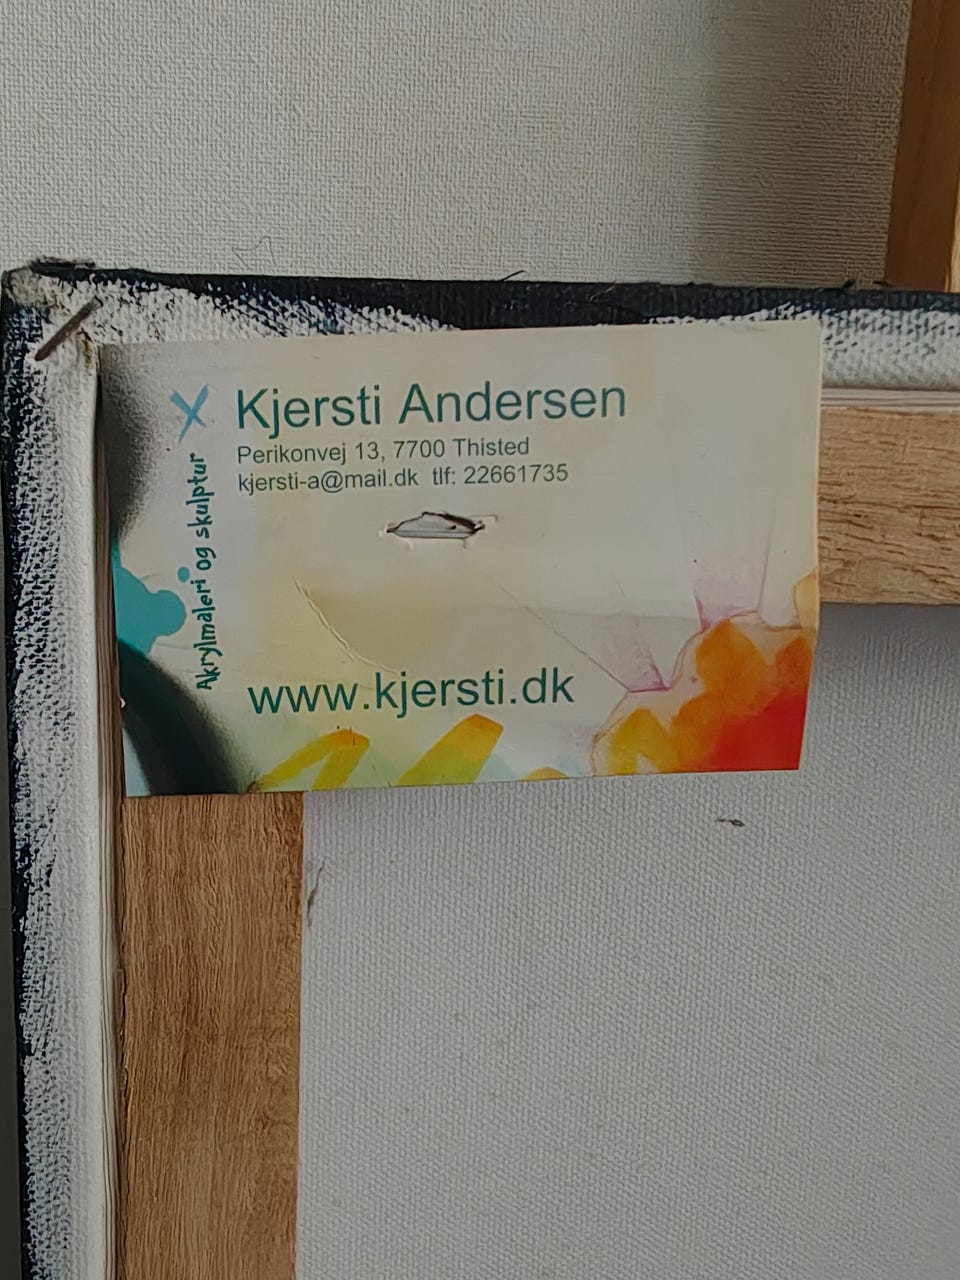 Kjersti Andersen
Perikonvej 13, 7700 Thisted
kjersti-a@mail.dk tlf: 22661735
Akrylmaleri og skulptur
www.kjersti.dk